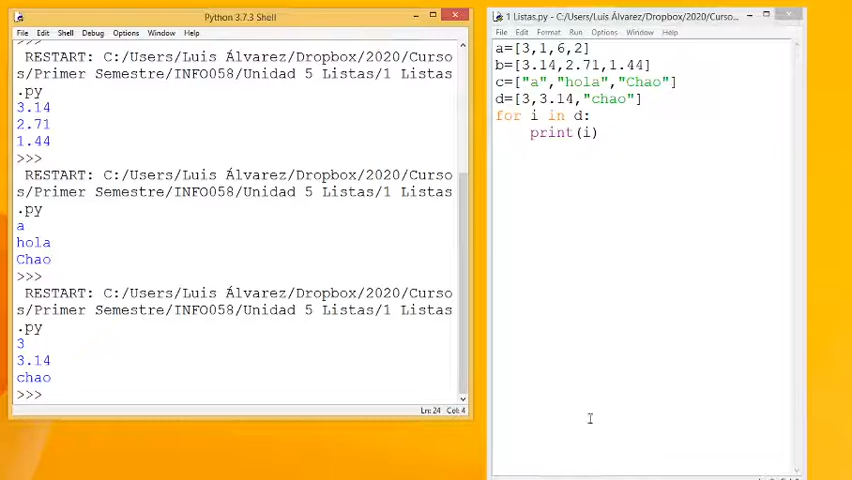 Python 3.7.3 Shell
File Edit Shell Debug Options Window Help
>>>
RESTART: C:/Users/Luis Álvarez/Dropbox/2020/Curso
s/Primer Semestre/INFO058/Unidad 5 Listas/1 Listas
.py
3.14
2.71
1.44
>>>
RESTART: C:/Users/Luis Álvarez/Dropbox/2020/Curso
s/Primer Semestre/INFO058/Unidad 5 Listas/1 Listas
.py
a
hola
Chao
>>>
RESTART: C:/Users/Luis Álvarez/Dropbox/2020/Curso
s/Primer Semestre/INFO058/Unidad 5 Listas/1 Listas
.py
3
3.14
chao
>>>
Ln: 24 Col: 4
1 Listas.py - C:/Users/Luis Álvarez/Dropbox/2020/Curso...
File Edit Format Run Options Window Help
a=[3,1,6,2]
b=[3.14,2.71,1.44]
c=["a","hola","Chao"]
d=[3,3.14,"chao"]
for i in d:
    print(i)